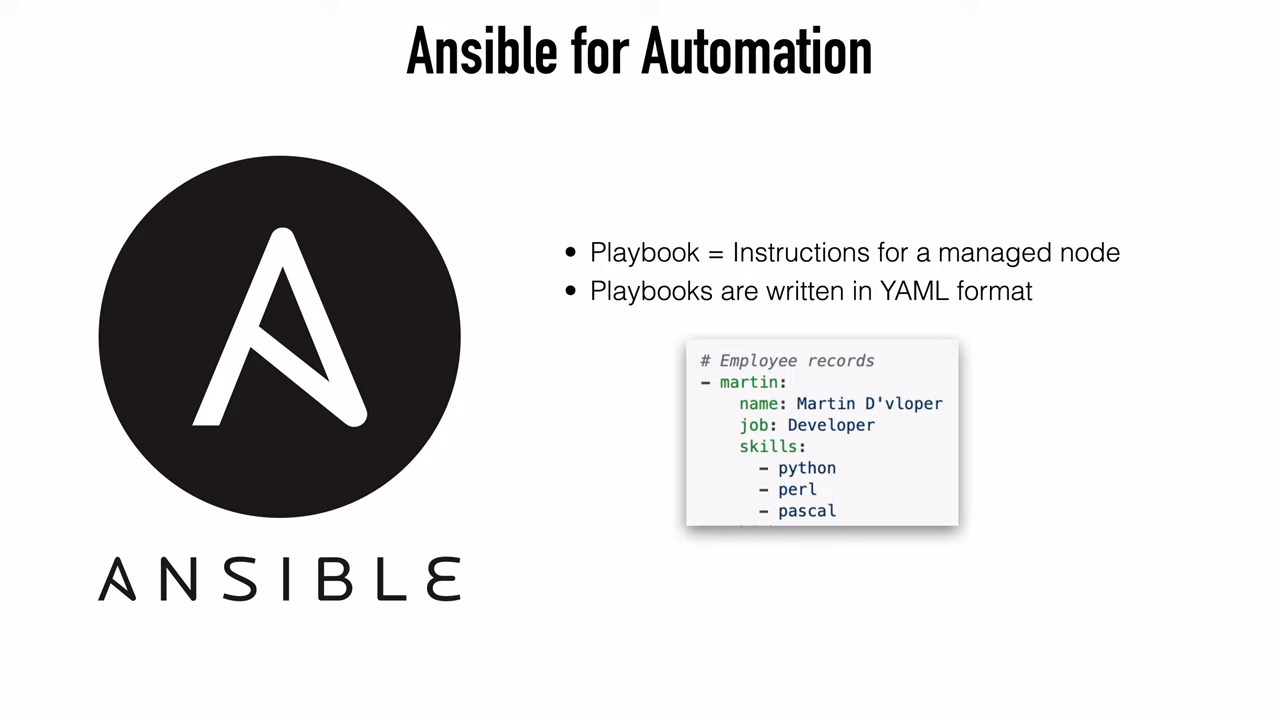 Ansible for Automation
• Playbook = Instructions for a managed node
• Playbooks are written in YAML format
# Employee records
- martin:
    name: Martin D'vloper
    job: Developer
    skills:
      - python
      - perl
      - pascal
ANSIBLE